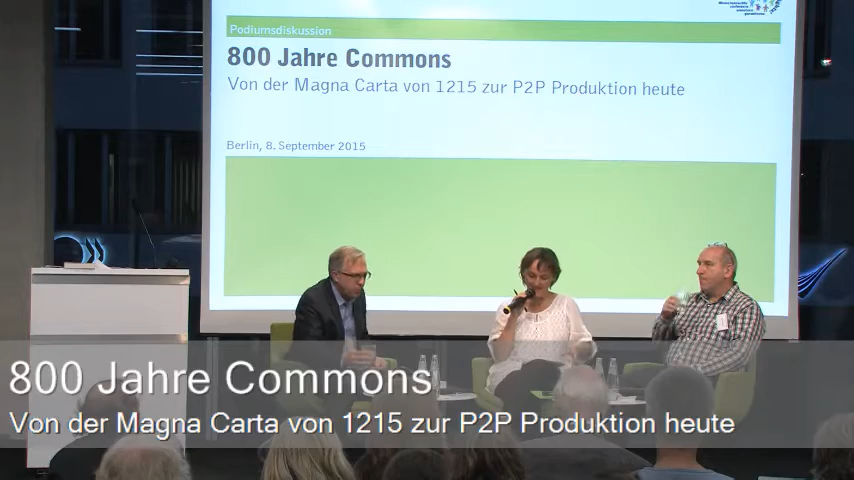 Podiumsdiskussion
800 Jahre Commons
Von der Magna Carta von 1215 zur P2P Produktion heute
Berlin, 8. September 2015
800 Jahre Commons
Von der Magna Carta von 1215 zur P2P Produktion heute